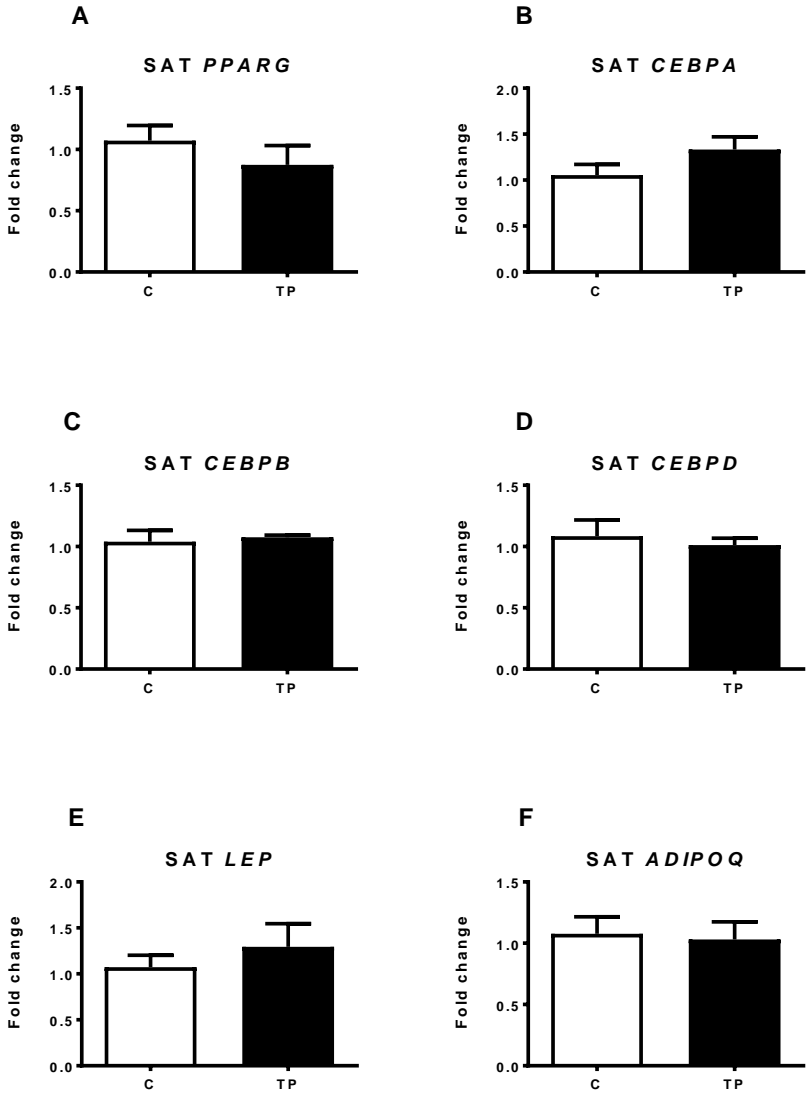 A
SAT PPARG
Fold change
1.5
1.0
0.5
0.0
C TP
B
SAT CEBPA
Fold change
2.0
1.5
1.0
0.5
0.0
C TP
C
SAT CEBPB
Fold change
1.5
1.0
0.5
0.0
C TP
D
SAT CEBPD
Fold change
1.5
1.0
0.5
0.0
C TP
E
SAT LEP
Fold change
2.0
1.5
1.0
0.5
0.0
C TP
F
SAT ADIPOQ
Fold change
1.5
1.0
0.5
0.0
C TP